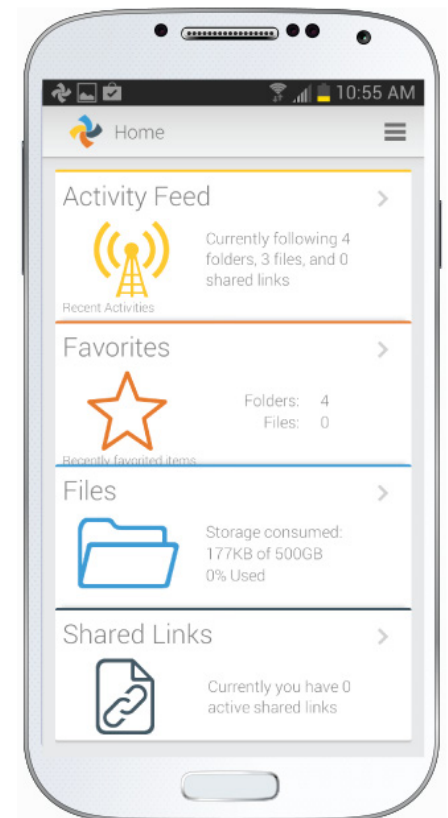 10:55 AM
Home
Activity Feed
Currently following 4
folders, 3 files, and 0
shared links
Recent Activities
Favorites
Folders: 4
Files: 0
Recently favorited items
Files
Storage consumed:
177KB of 500GB
0% Used
Shared Links
Currently you have 0
active shared links